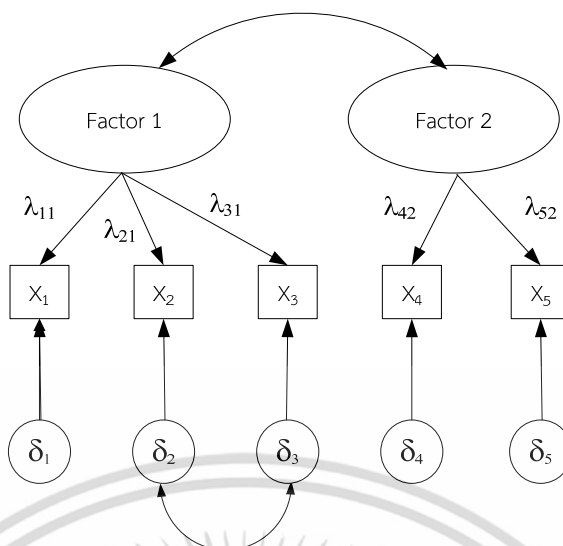 Factor 1
Factor 2
λ₁₁
λ₂₁
λ₃₁
λ₄₂
λ₅₂
X₁
X₂
X₃
X₄
X₅
δ₁
δ₂
δ₃
δ₄
δ₅